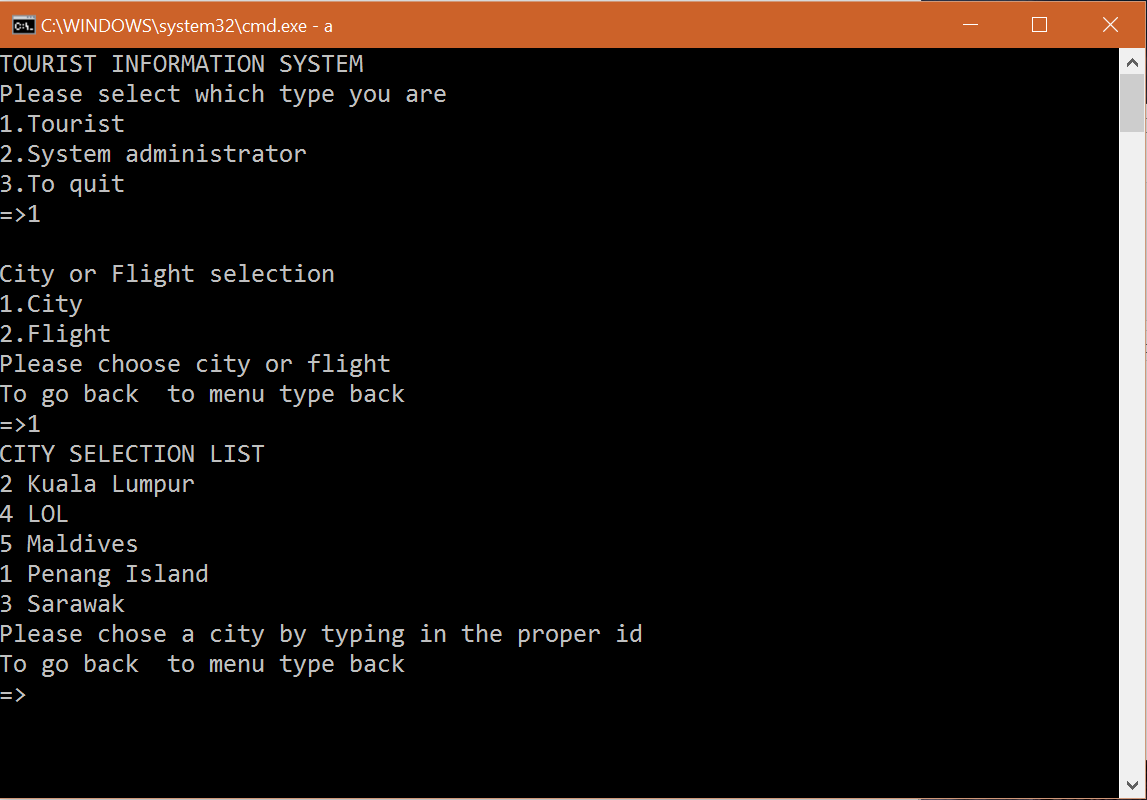 C:\WINDOWS\system32\cmd.exe - a
TOURIST INFORMATION SYSTEM
Please select which type you are
1.Tourist
2.System administrator
3.To quit
=>1
City or Flight selection
1.City
2.Flight
Please choose city or flight
To go back  to menu type back
=>1
CITY SELECTION LIST
2 Kuala Lumpur
4 LOL
5 Maldives
1 Penang Island
3 Sarawak
Please chose a city by typing in the proper id
To go back  to menu type back
=>